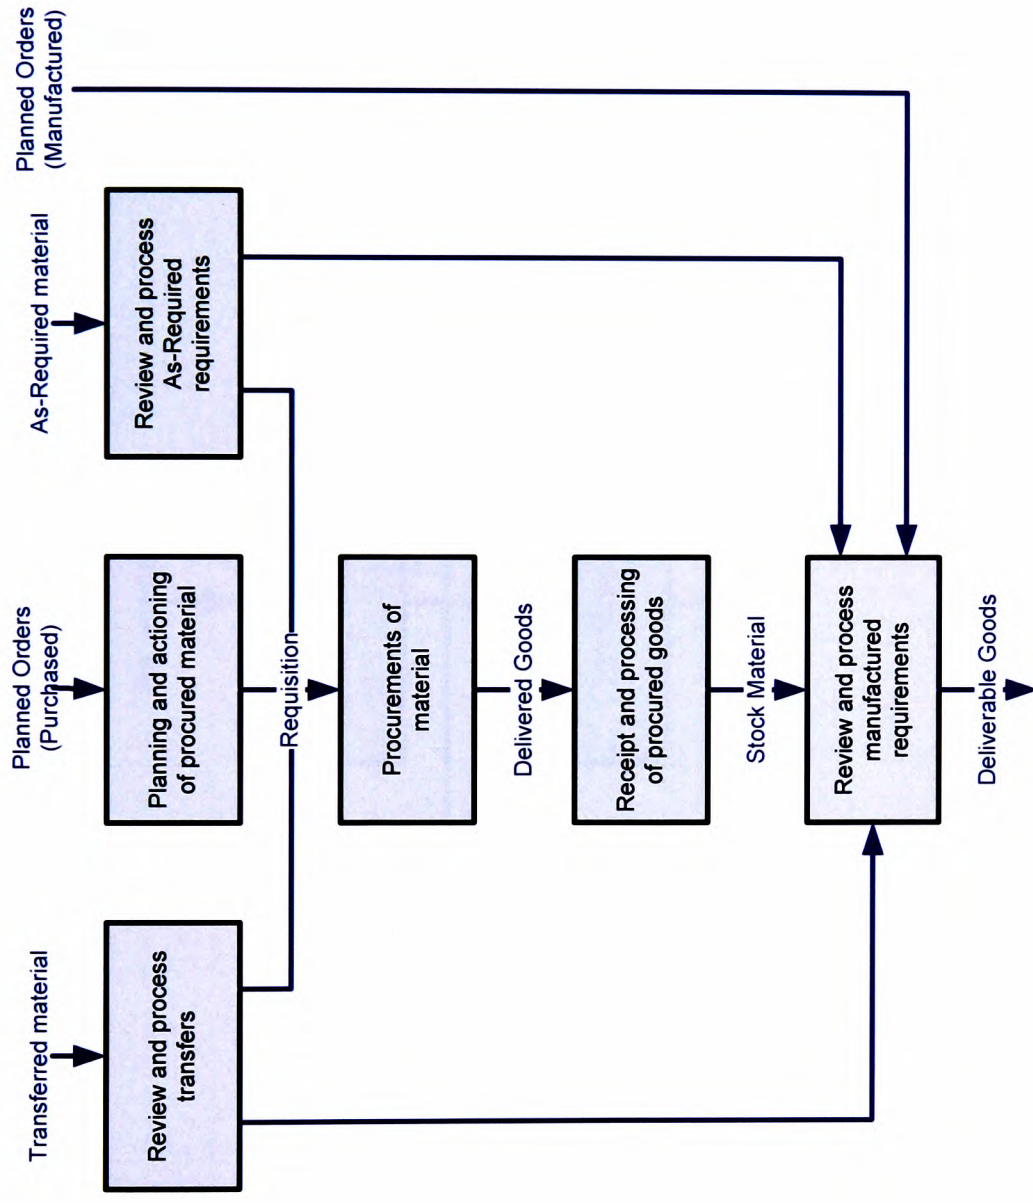 Transferred material
Planned Orders
(Purchased)
As-Required material
Planned Orders
(Manufactured)
Review and process
transfers
Planning and actioning
of procured material
Review and process
As-Required
requirements
Requisition
Procurements of
material
Delivered Goods
Receipt and processing
of procured goods
Stock Material
Review and process
manufactured
requirements
Deliverable Goods